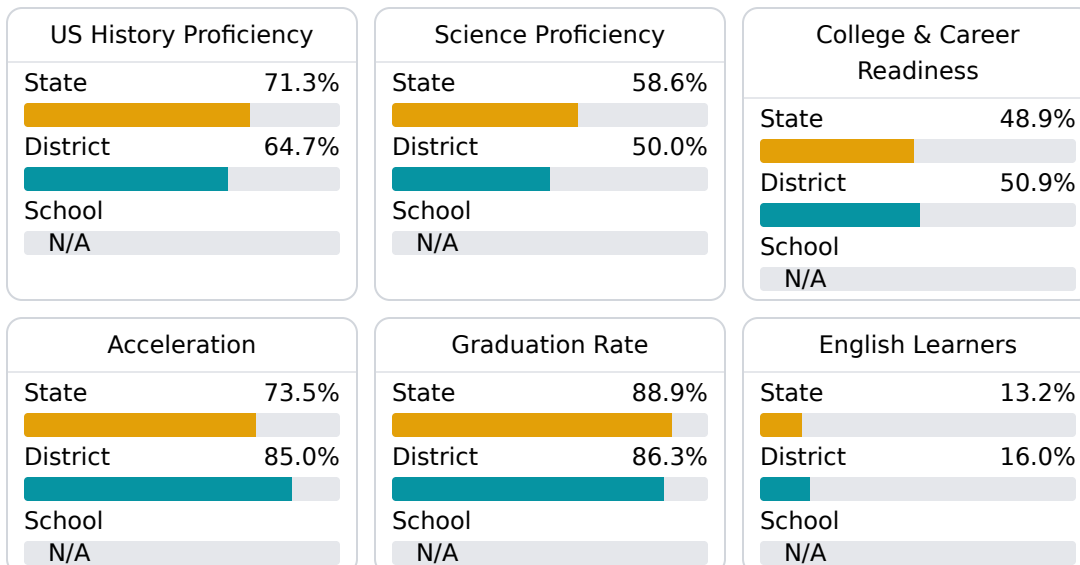 US History Proficiency
State 71.3%
District 64.7%
School
N/A
Science Proficiency
State 58.6%
District 50.0%
School
N/A
College & Career
Readiness
State 48.9%
District 50.9%
School
N/A
Acceleration
State 73.5%
District 85.0%
School
N/A
Graduation Rate
State 88.9%
District 86.3%
School
N/A
English Learners
State 13.2%
District 16.0%
School
N/A